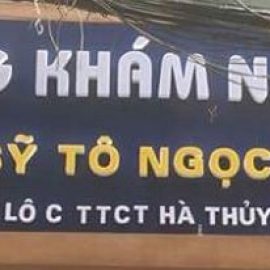 G KHÁM N
SỸ TÔ NGỌC
LÔ C TTCT HÀ THỦY